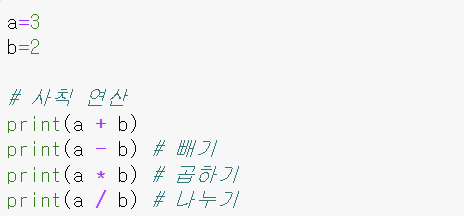 a=3
b=2
# 사칙 연산
print(a + b)
print(a - b) # 빼기
print(a * b) # 곱하기
print(a / b) # 나누기